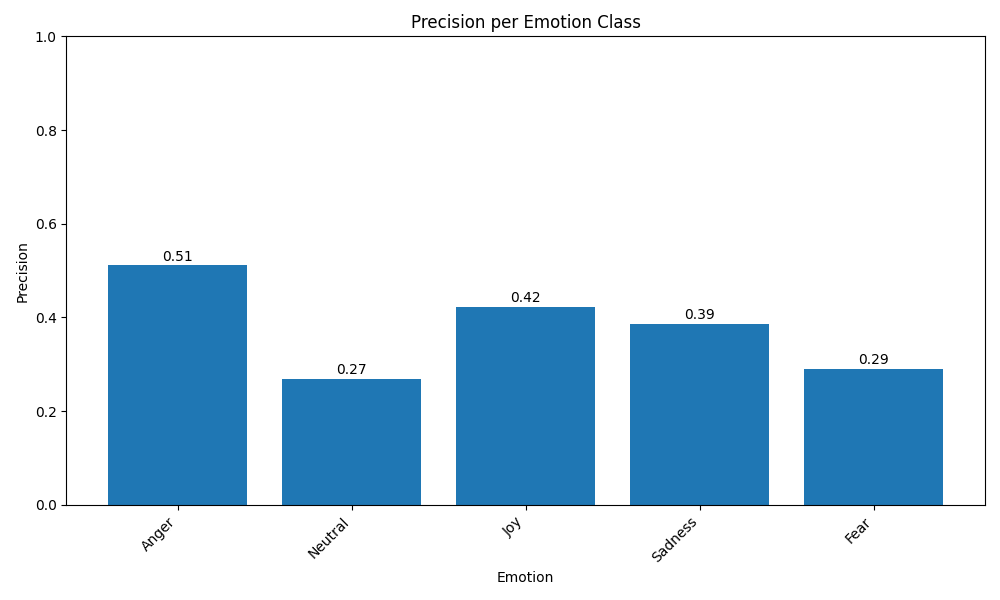 Precision per Emotion Class
1.0
0.8
0.6
0.4
0.2
0.0
Precision
0.51
0.27
0.42
0.39
0.29
Anger
Neutral
Joy
Sadness
Fear
Emotion